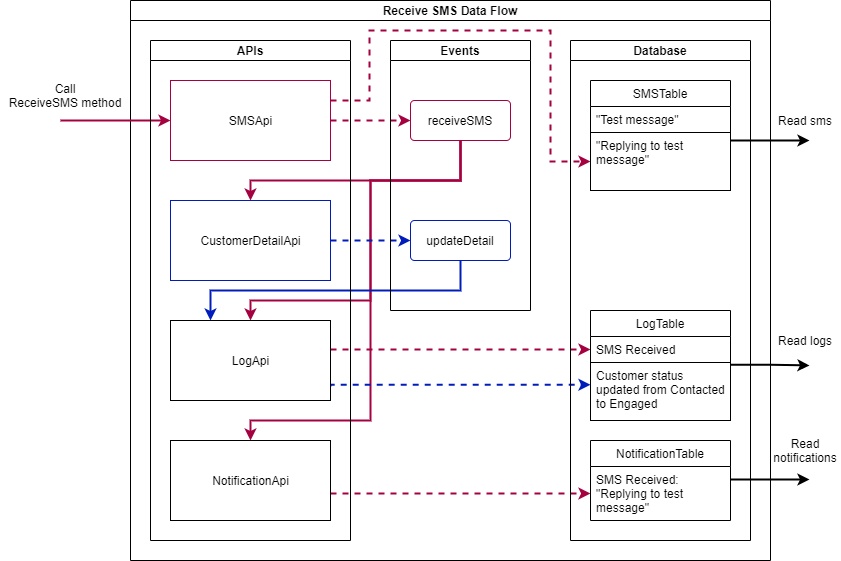 Receive SMS Data Flow
APIs
Events
Database
Call
ReceiveSMS method
SMSApi
receiveSMS
SMSTable
"Test message"
"Replying to test
message"
Read sms
CustomerDetailApi
updateDetail
LogApi
LogTable
SMS Received
Customer status
updated from Contacted
to Engaged
Read logs
NotificationApi
NotificationTable
SMS Received:
"Replying to test
message"
Read
notifications